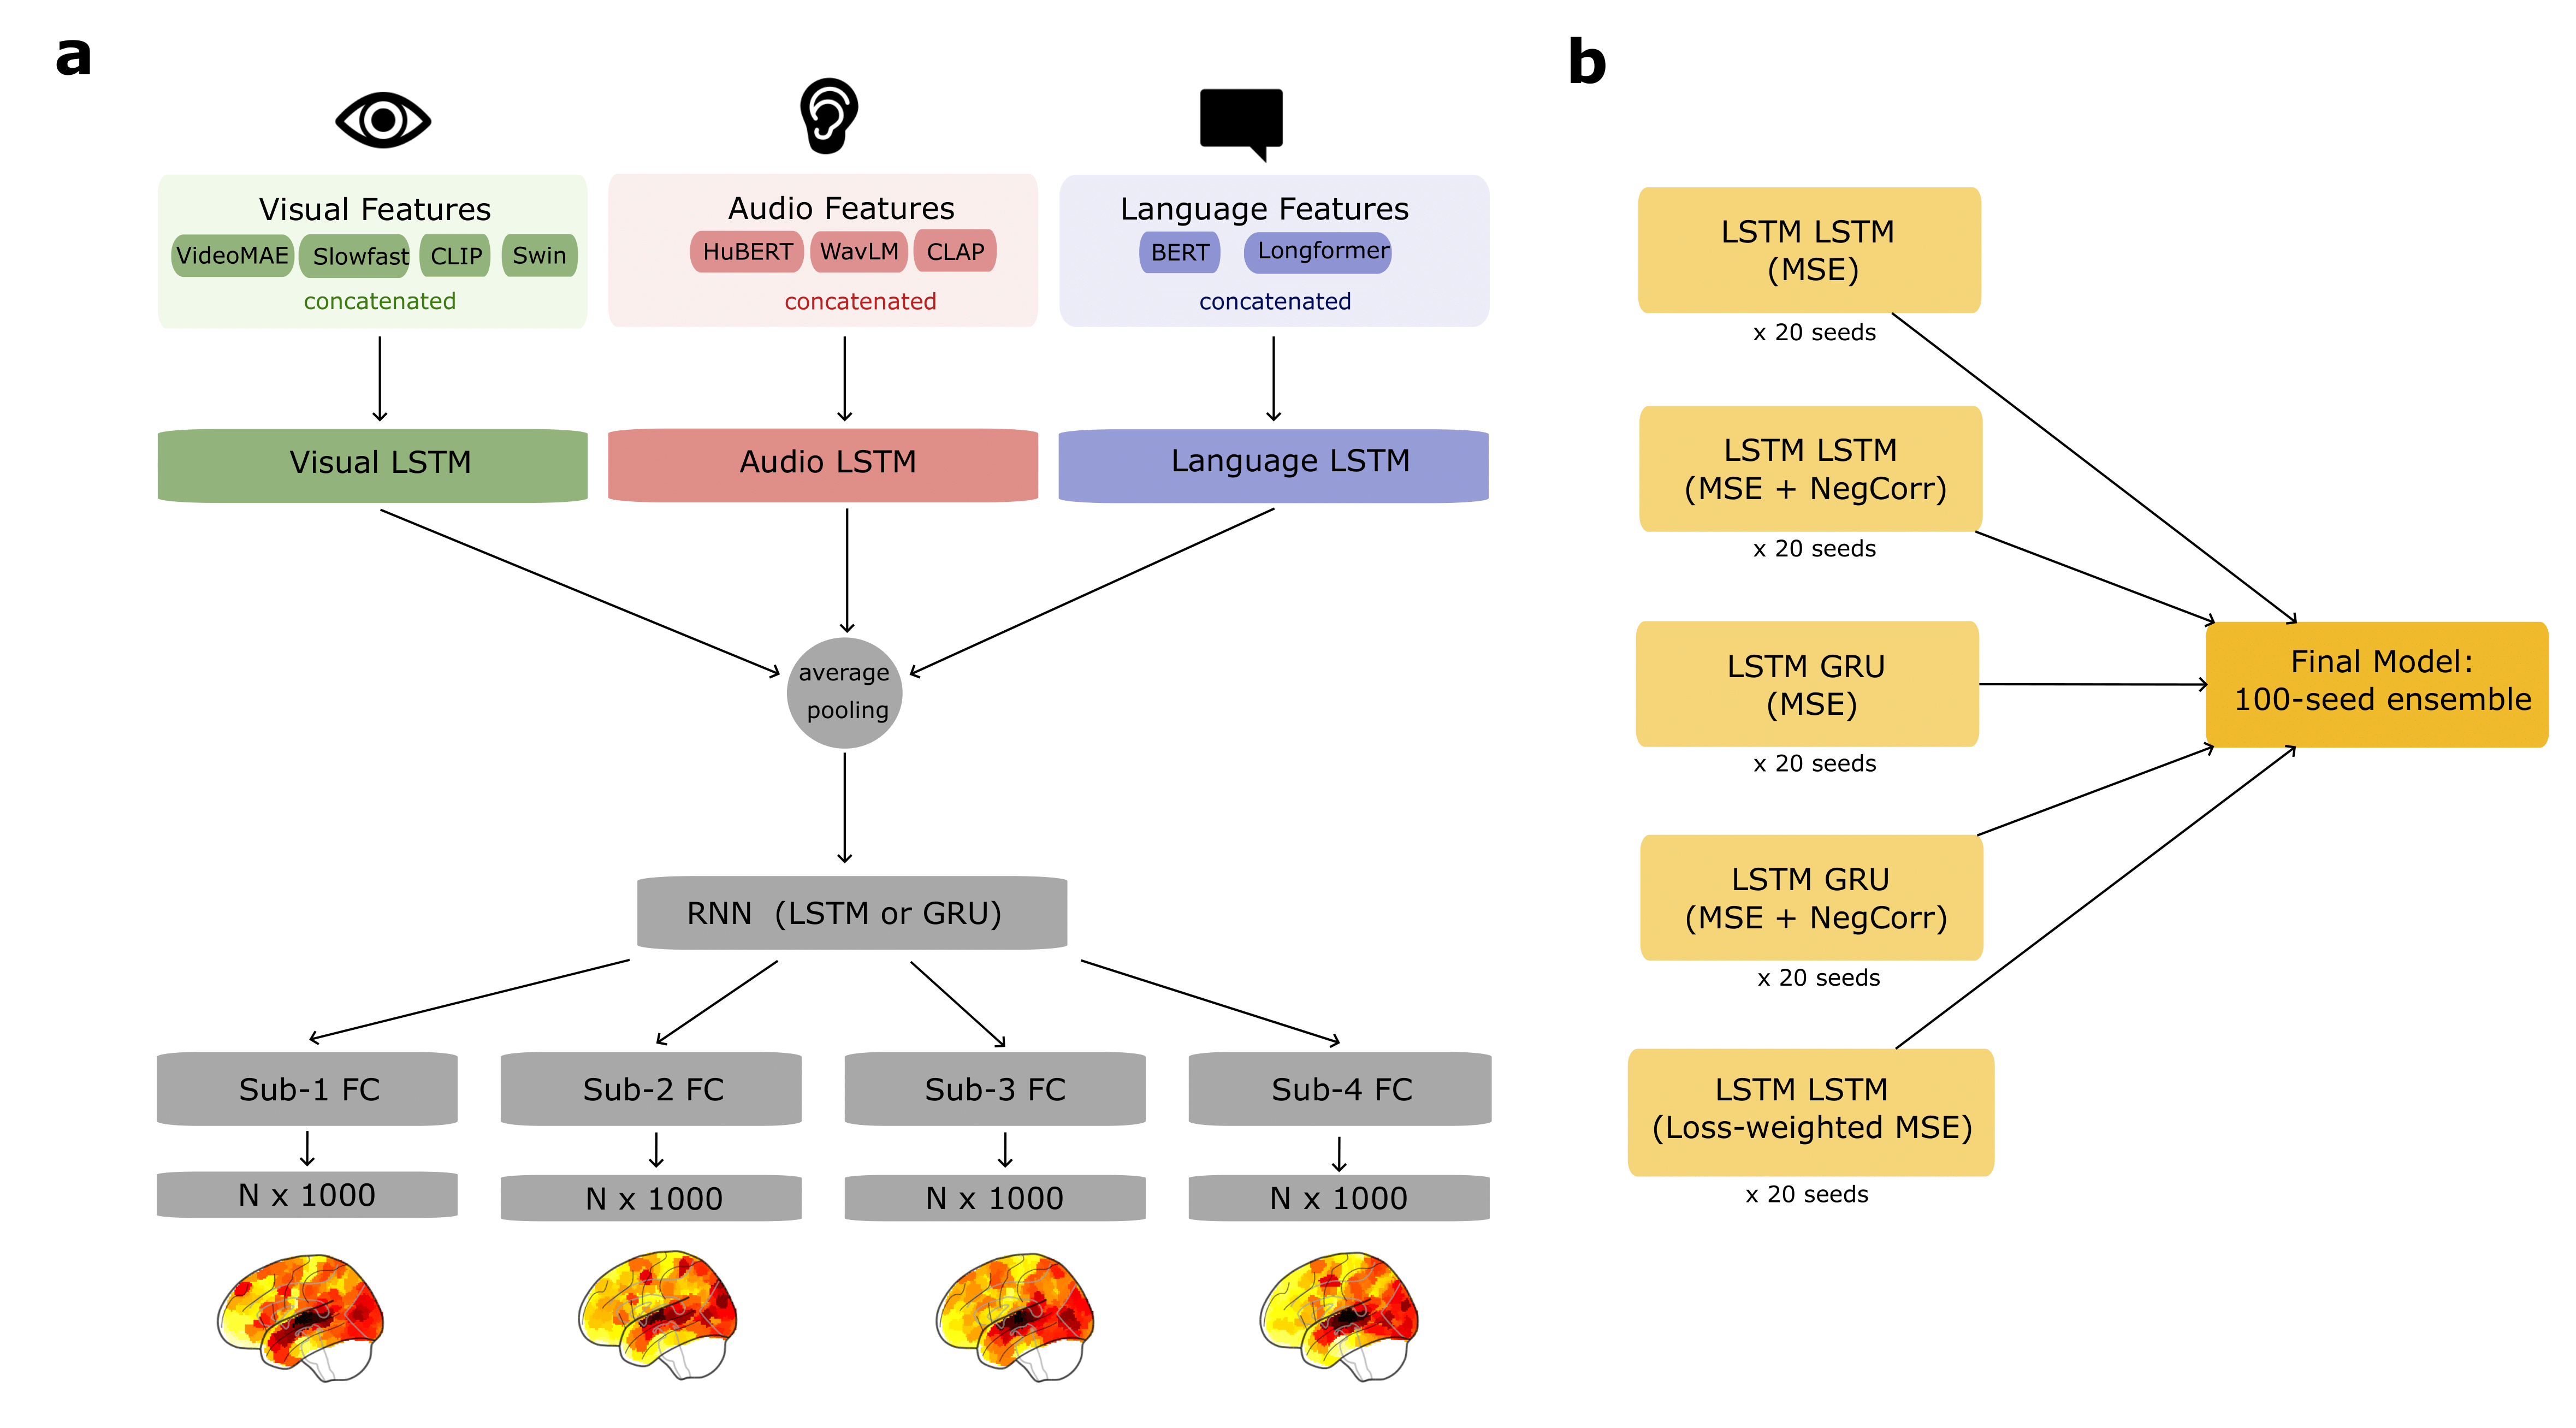 a
Visual Features
VideoMAE Slowfast CLIP Swin
concatenated
Audio Features
HuBERT WavLM CLAP
concatenated
Language Features
BERT Longformer
concatenated
Visual LSTM
Audio LSTM
Language LSTM
average
pooling
RNN (LSTM or GRU)
Sub-1 FC
Sub-2 FC
Sub-3 FC
Sub-4 FC
N x 1000
N x 1000
N x 1000
N x 1000
b
LSTM LSTM
(MSE)
x 20 seeds
LSTM LSTM
(MSE + NegCorr)
x 20 seeds
LSTM GRU
(MSE)
x 20 seeds
LSTM GRU
(MSE + NegCorr)
x 20 seeds
LSTM LSTM
(Loss-weighted MSE)
x 20 seeds
Final Model:
100-seed ensemble